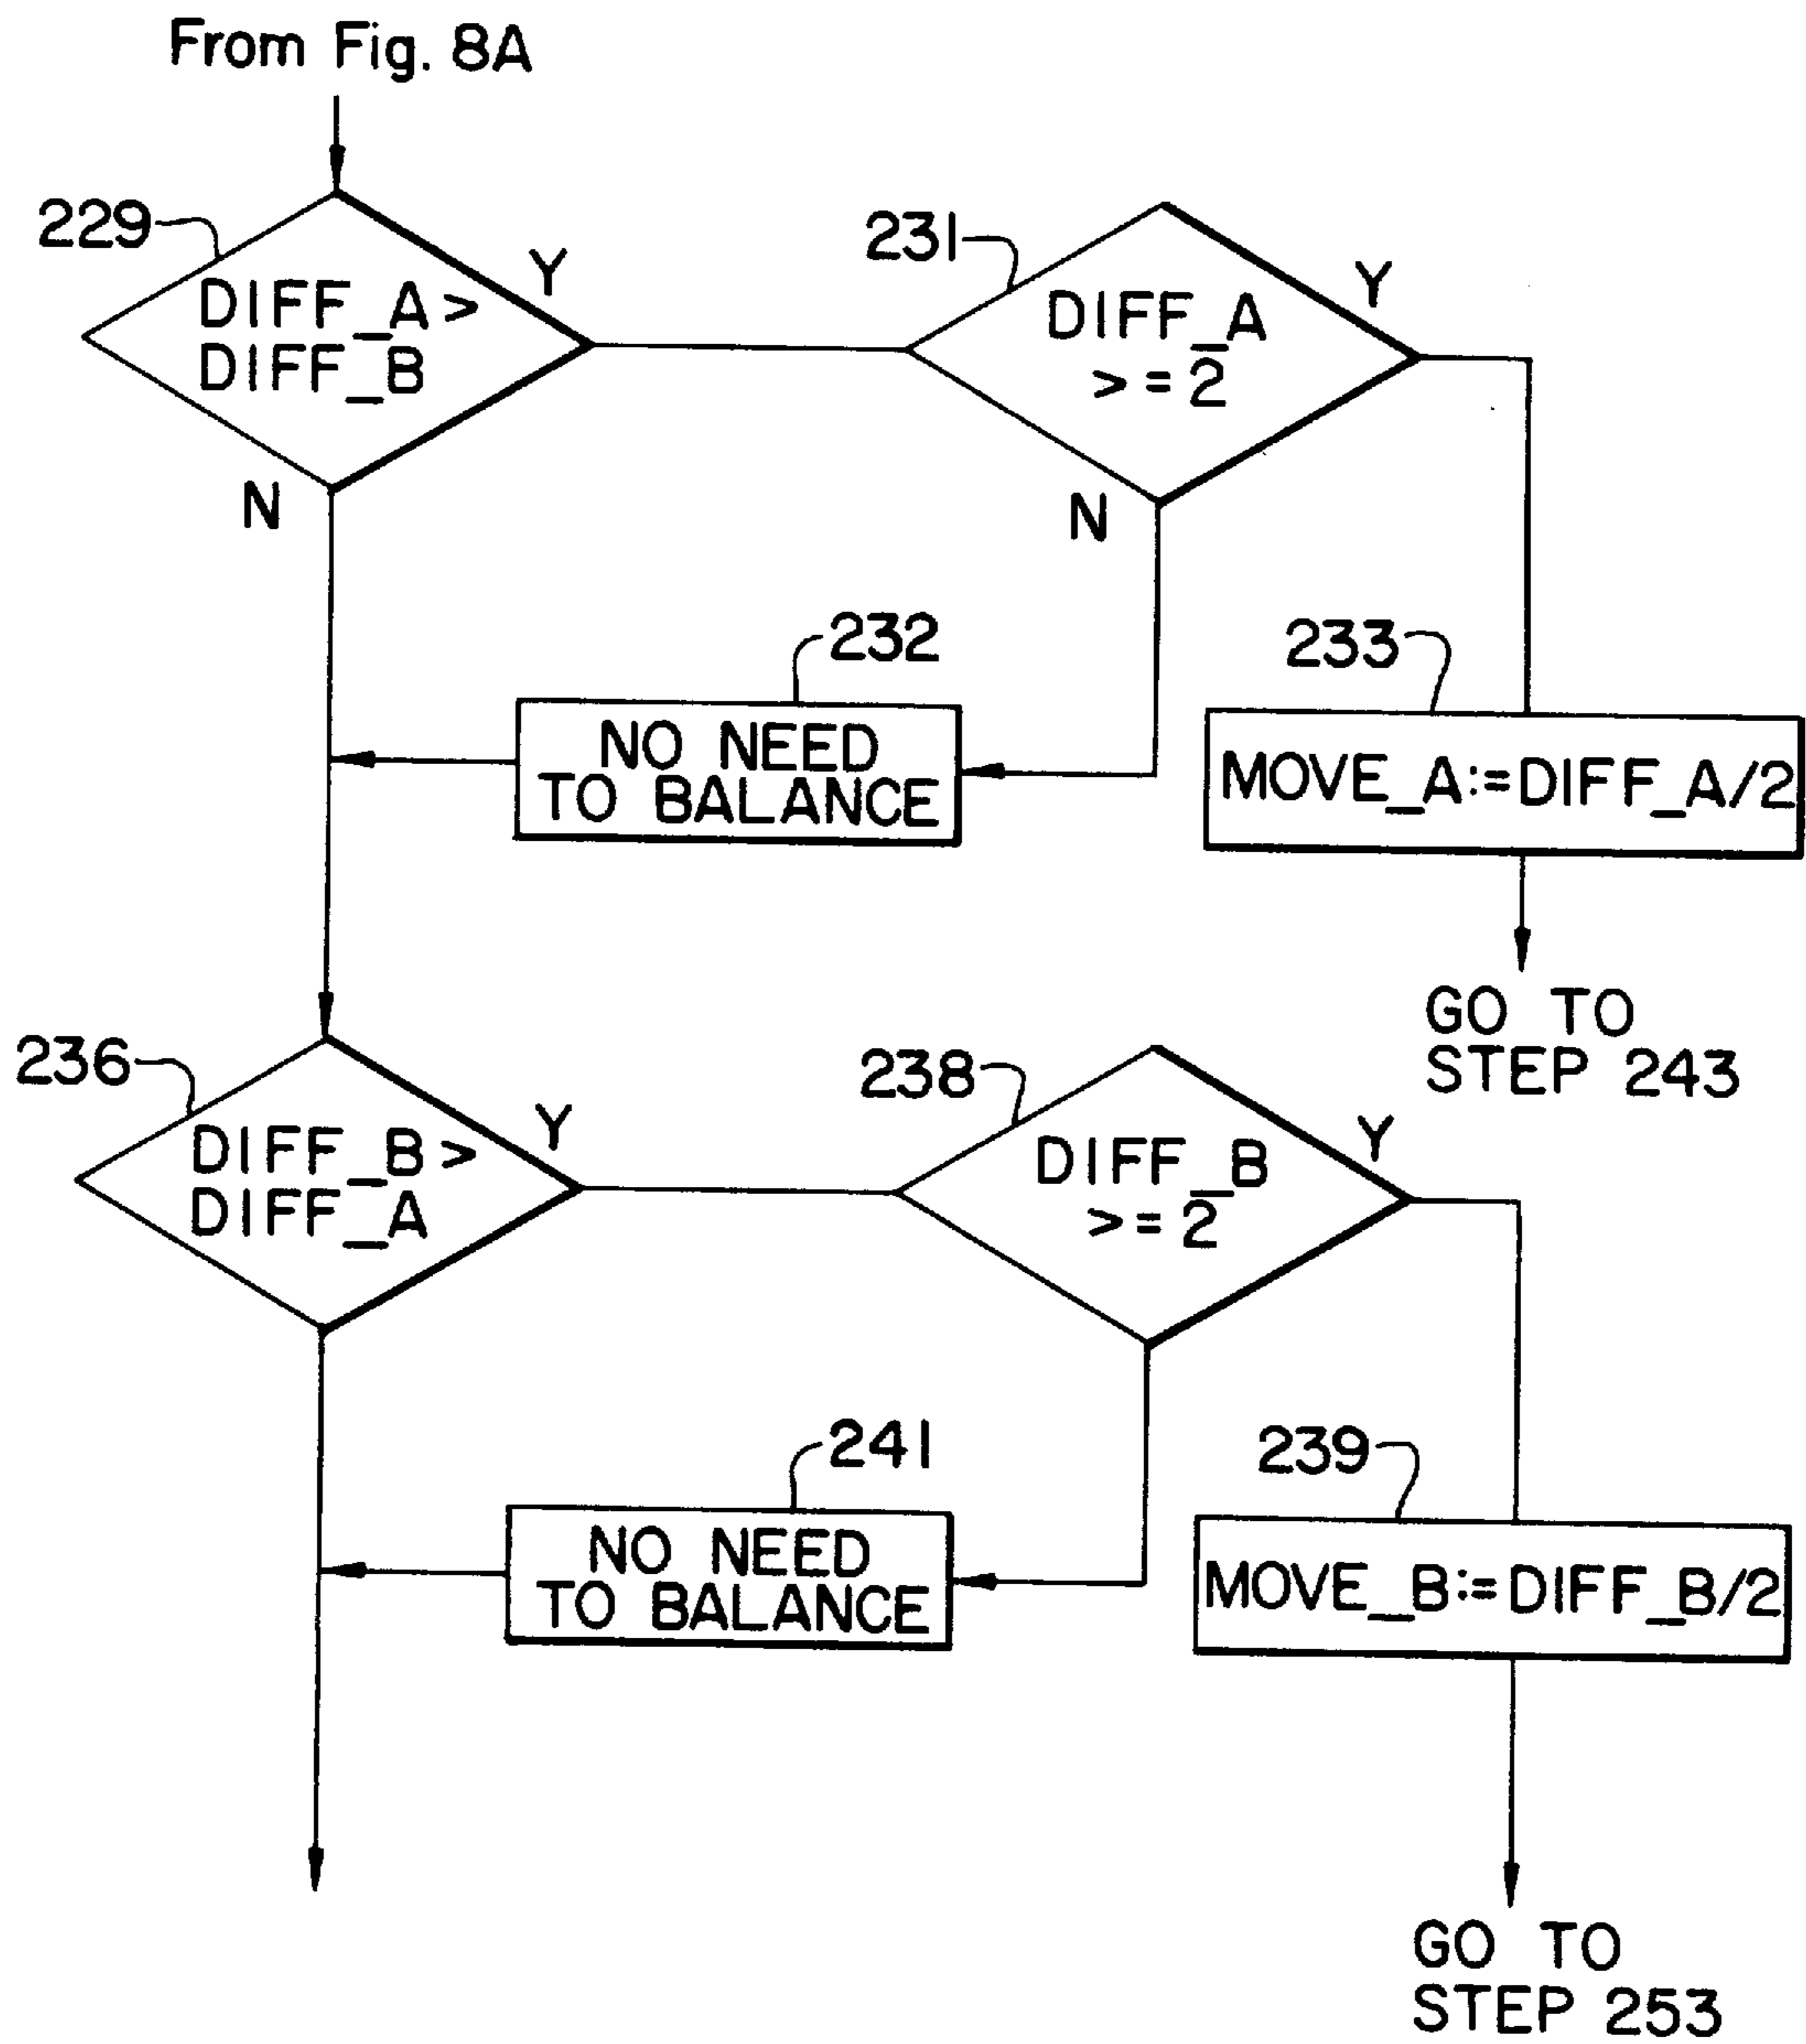 From Fig. 8A
229
DIFF_A >
DIFF_B
Y
N
231
DIFF_A
>=2
Y
N
232
NO NEED
TO BALANCE
233
MOVE_A:=DIFF_A/2
GO TO
STEP 243
236
DIFF_B >
DIFF_A
Y
238
DIFF_B
>=2
Y
241
NO NEED
TO BALANCE
239
MOVE_B:=DIFF_B/2
GO TO
STEP 253